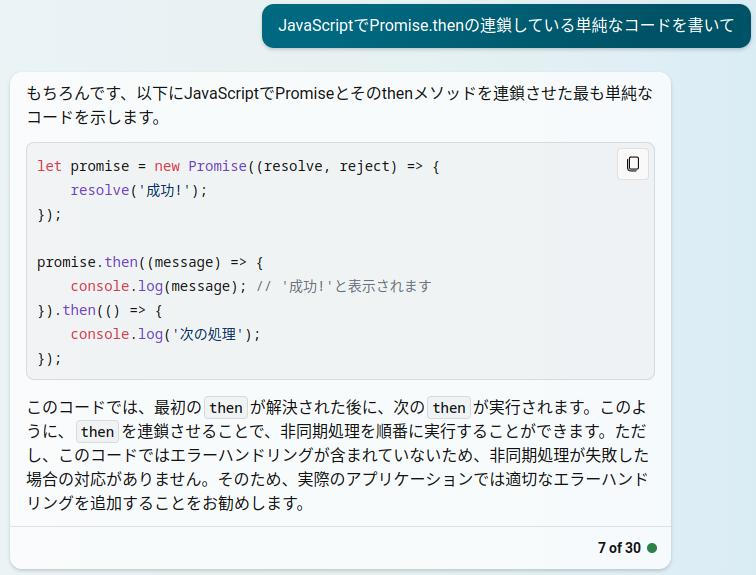 JavaScriptでPromise.thenの連鎖している単純なコードを書いて
もちろんです、以下にJavaScriptでPromiseとそのthenメソッドを連鎖させた最も単純な
コードを示します。
let promise = new Promise((resolve, reject) => {
    resolve('成功!');
});

promise.then((message) => {
    console.log(message); // '成功!'と表示されます
}).then(() => {
    console.log('次の処理');
});
このコードでは、最初の then が解決された後に、次の then が実行されます。このよ
うに、 then を連鎖させることで、非同期処理を順番に実行することができます。ただ
し、このコードではエラーハンドリングが含まれていないため、非同期処理が失敗した
場合の対応がありません。そのため、実際のアプリケーションでは適切なエラーハンド
リングを追加することをお勧めします。
7 of 30